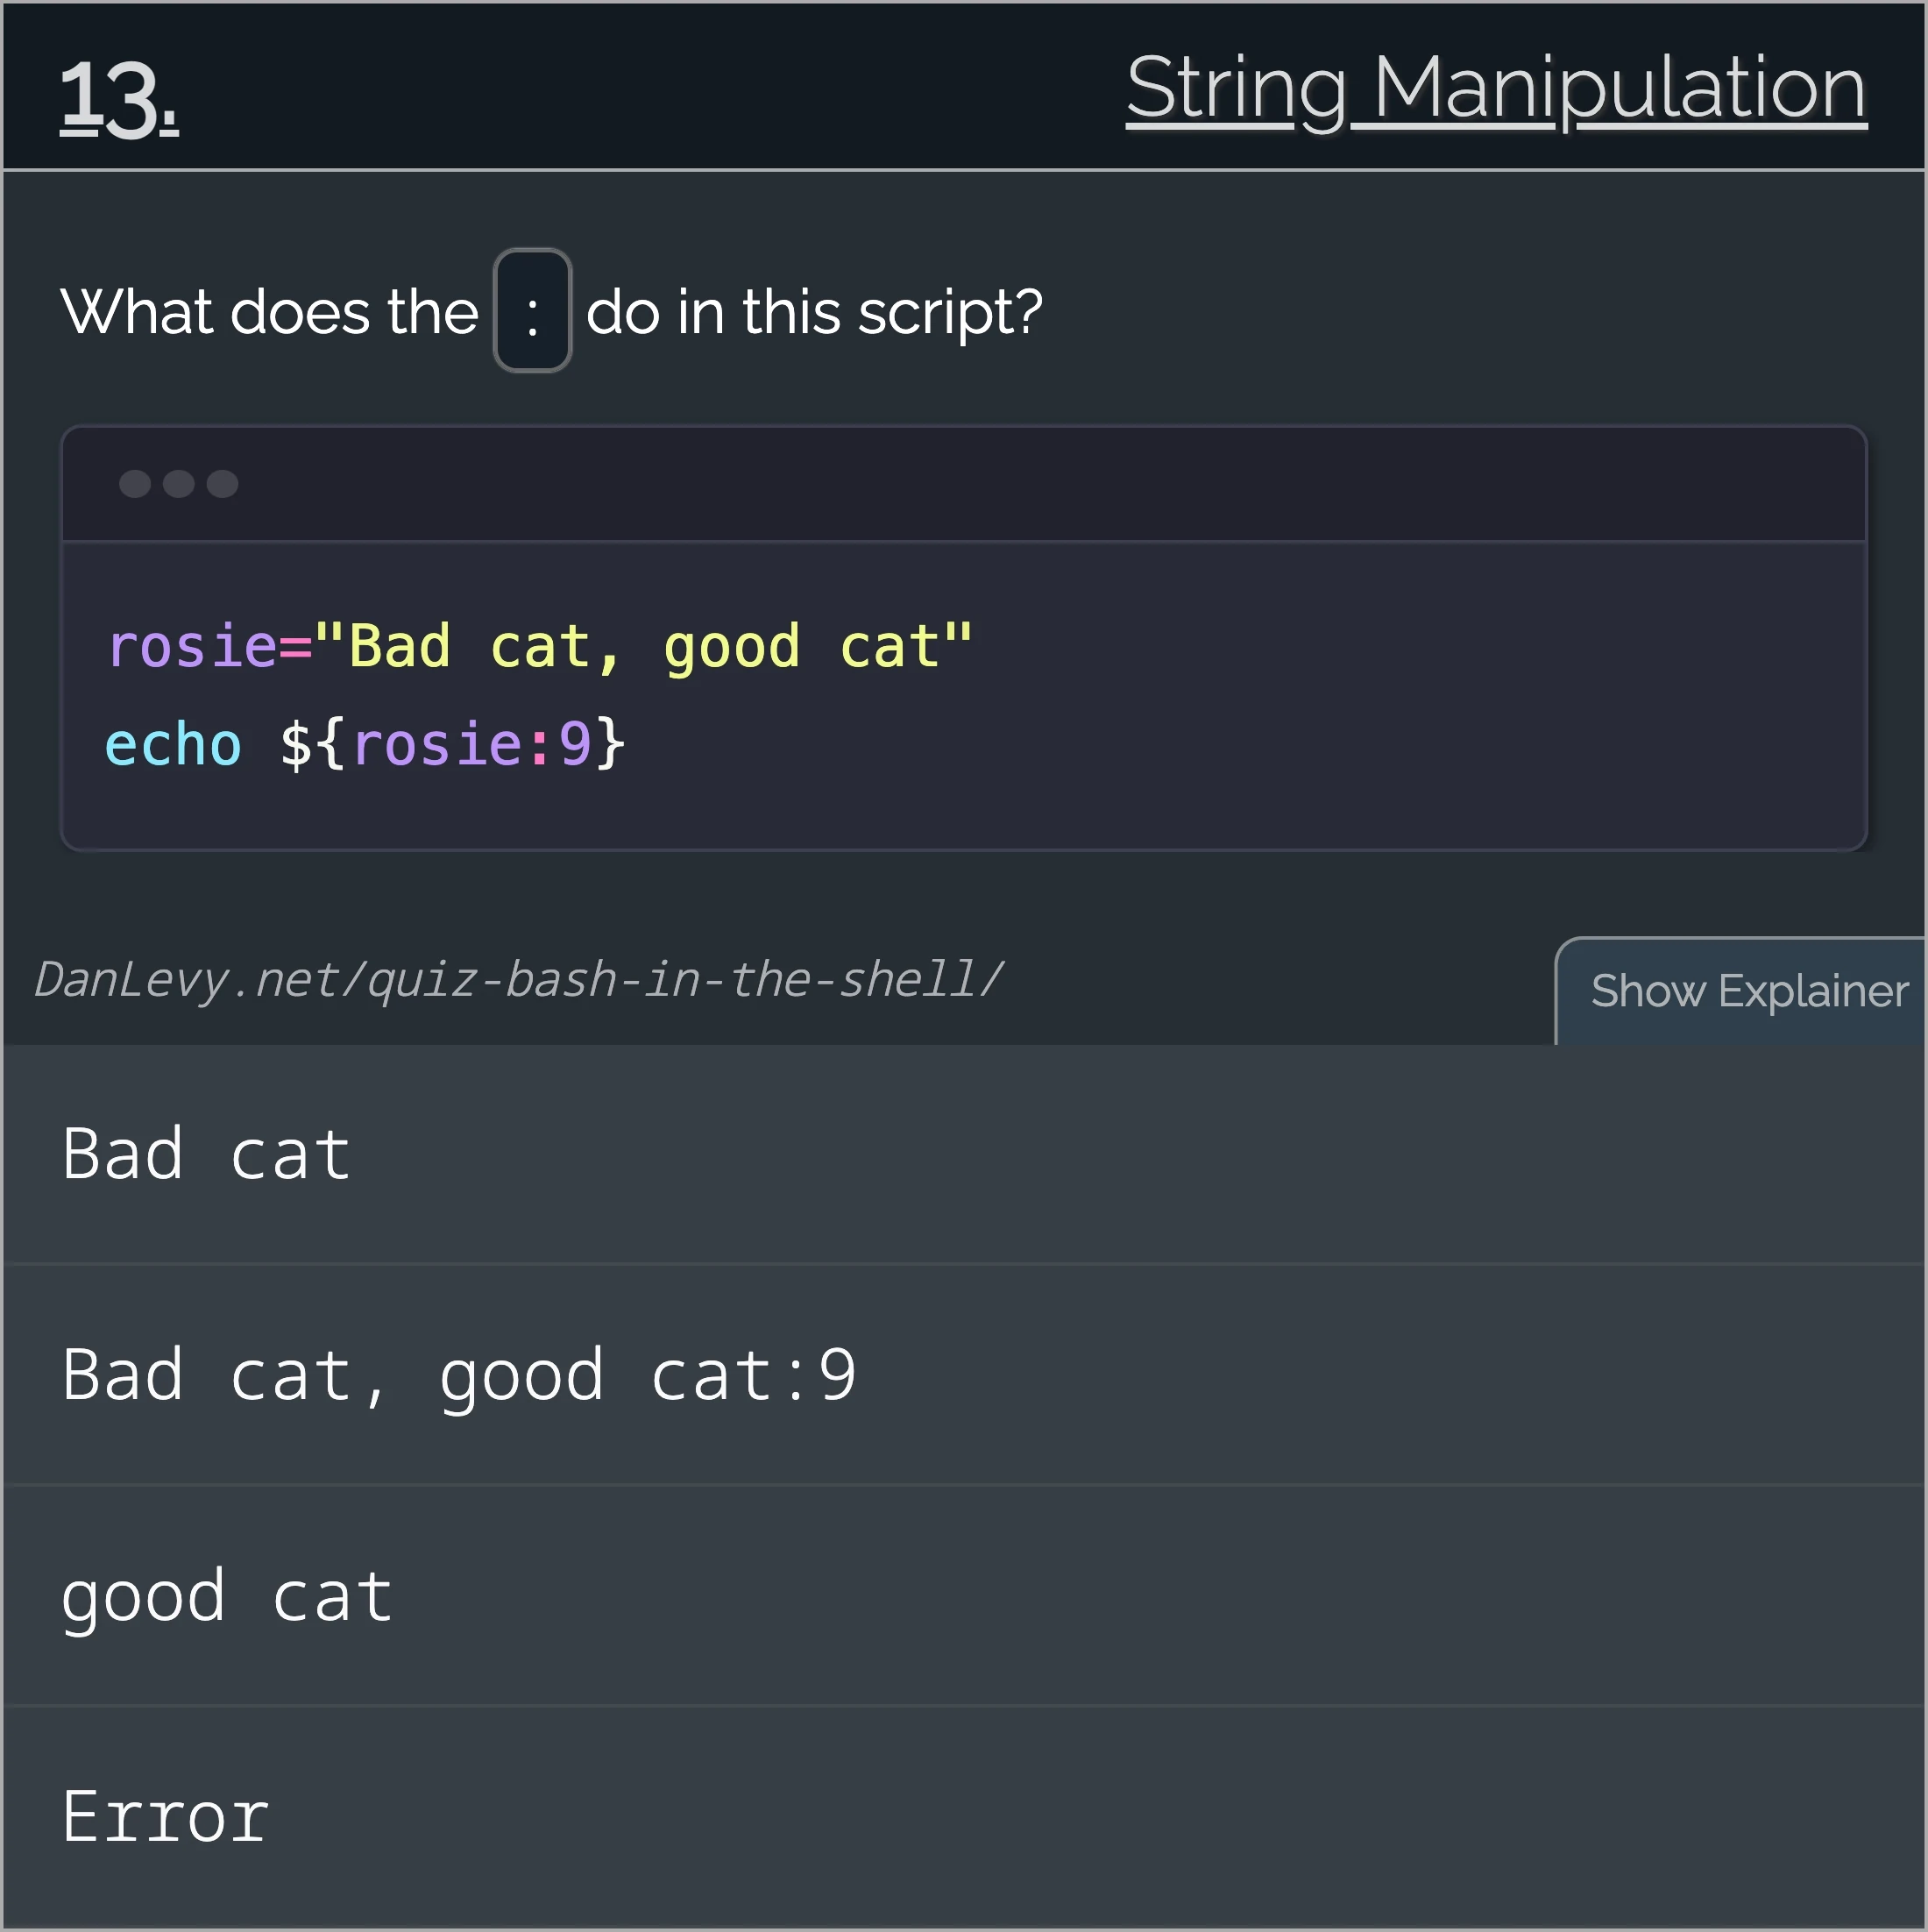 13.
String Manipulation
What does the : do in this script?
rosie="Bad cat, good cat"
echo ${rosie:9}
DanLevy.net/quiz-bash-in-the-shell/
Show Explainer
Bad cat
Bad cat, good cat:9
good cat
Error